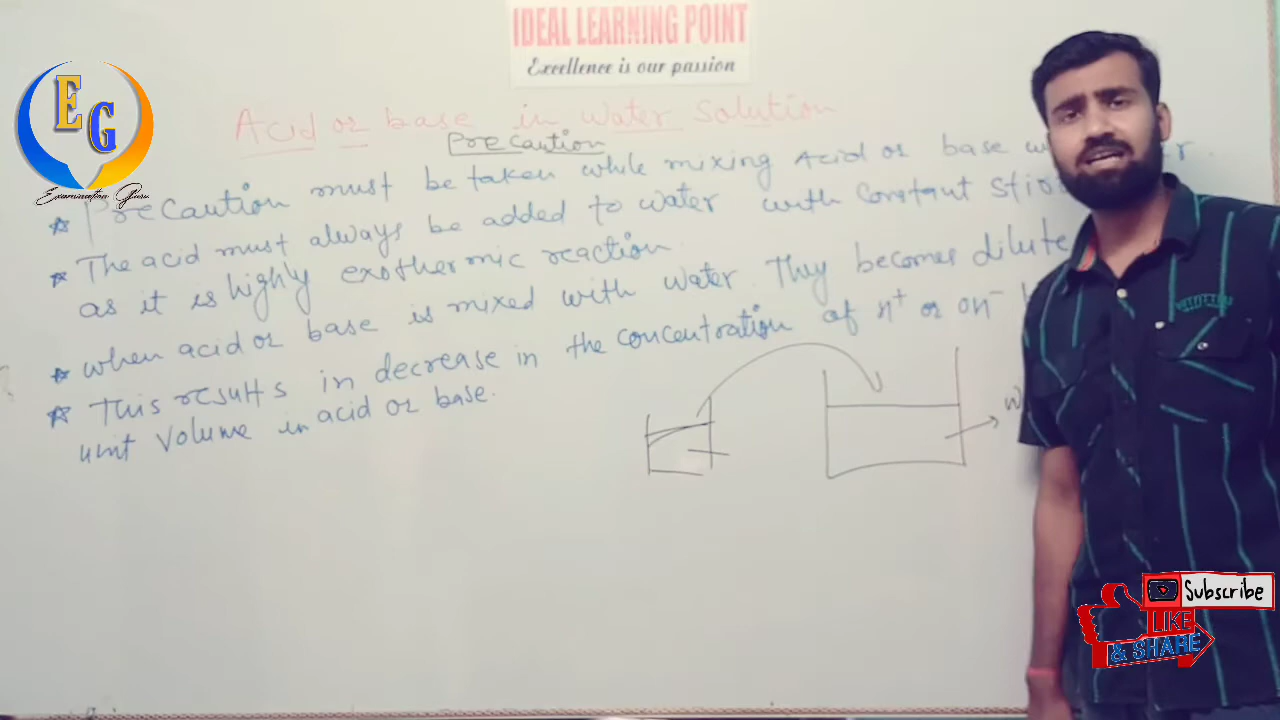 IDEAL LEARNING POINT
Excellence is our passion
E
G
Examination Guru
Acid or base in water solution
Precaution
Precaution must be taken while mixing Acid or base
The acid must always be added to water with constant
as it is highly exothermic reaction
when acid or base is mixed with water. They becomes dilute
This results in decrease in the concentration of H+ or OH-
unit volume in acid or base.
Subscribe
LIKE
& SHARE